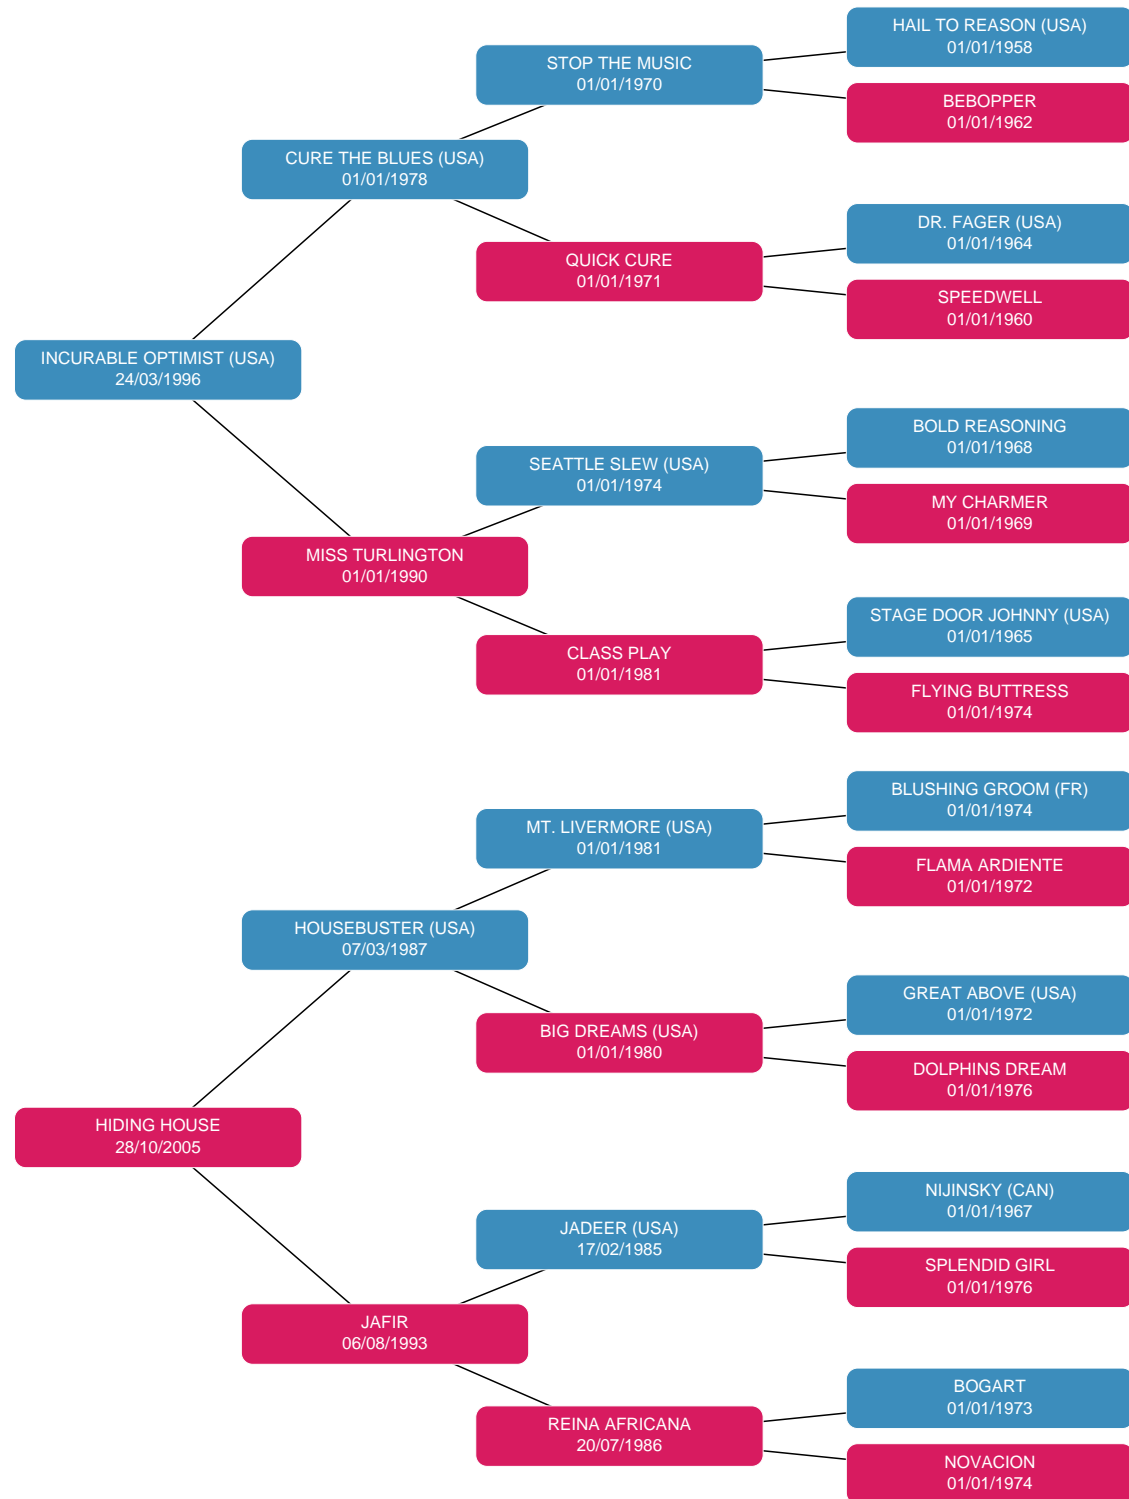 HAIL TO REASON (USA)
01/01/1958
STOP THE MUSIC
01/01/1970
BEBOPPER
01/01/1962
CURE THE BLUES (USA)
01/01/1978
DR. FAGER (USA)
01/01/1964
QUICK CURE
01/01/1971
SPEEDWELL
01/01/1960
INCURABLE OPTIMIST (USA)
24/03/1996
BOLD REASONING
01/01/1968
SEATTLE SLEW (USA)
01/01/1974
MY CHARMER
01/01/1969
MISS TURLINGTON
01/01/1990
STAGE DOOR JOHNNY (USA)
01/01/1965
CLASS PLAY
01/01/1981
FLYING BUTTRESS
01/01/1974
BLUSHING GROOM (FR)
01/01/1974
MT. LIVERMORE (USA)
01/01/1981
FLAMA ARDIENTE
01/01/1972
HOUSEBUSTER (USA)
07/03/1987
GREAT ABOVE (USA)
01/01/1972
BIG DREAMS (USA)
01/01/1980
DOLPHINS DREAM
01/01/1976
HIDING HOUSE
28/10/2005
NIJINSKY (CAN)
01/01/1967
JADEER (USA)
17/02/1985
SPLENDID GIRL
01/01/1976
JAFIR
06/08/1993
BOGART
01/01/1973
REINA AFRICANA
20/07/1986
NOVACION
01/01/1974